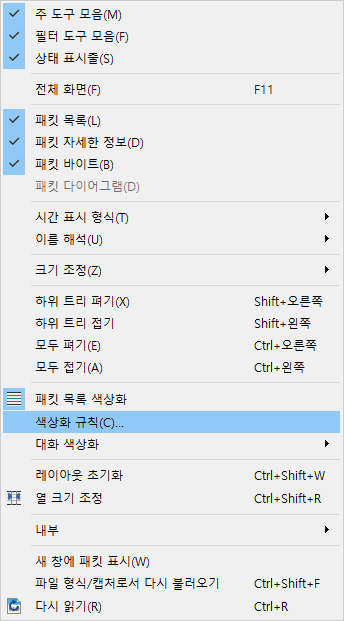 주 도구 모음(M)
필터 도구 모음(F)
상태 표시줄(S)
전체 화면(F) F11
패킷 목록(L)
패킷 자세한 정보(D)
패킷 바이트(B)
패킷 다이어그램(D)
시간 표시 형식(T)
이름 해석(U)
크기 조정(Z)
하위 트리 펴기(X) Shift+오른쪽
하위 트리 접기 Shift+왼쪽
모두 펴기(E) Ctrl+오른쪽
모두 접기(A) Ctrl+왼쪽
패킷 목록 색상화
색상화 규칙(C)...
대화 색상화
레이아웃 초기화 Ctrl+Shift+W
열 크기 조정 Ctrl+Shift+R
내부
새 창에 패킷 표시(W)
파일 형식/캡처로서 다시 불러오기 Ctrl+Shift+F
다시 읽기(R) Ctrl+R